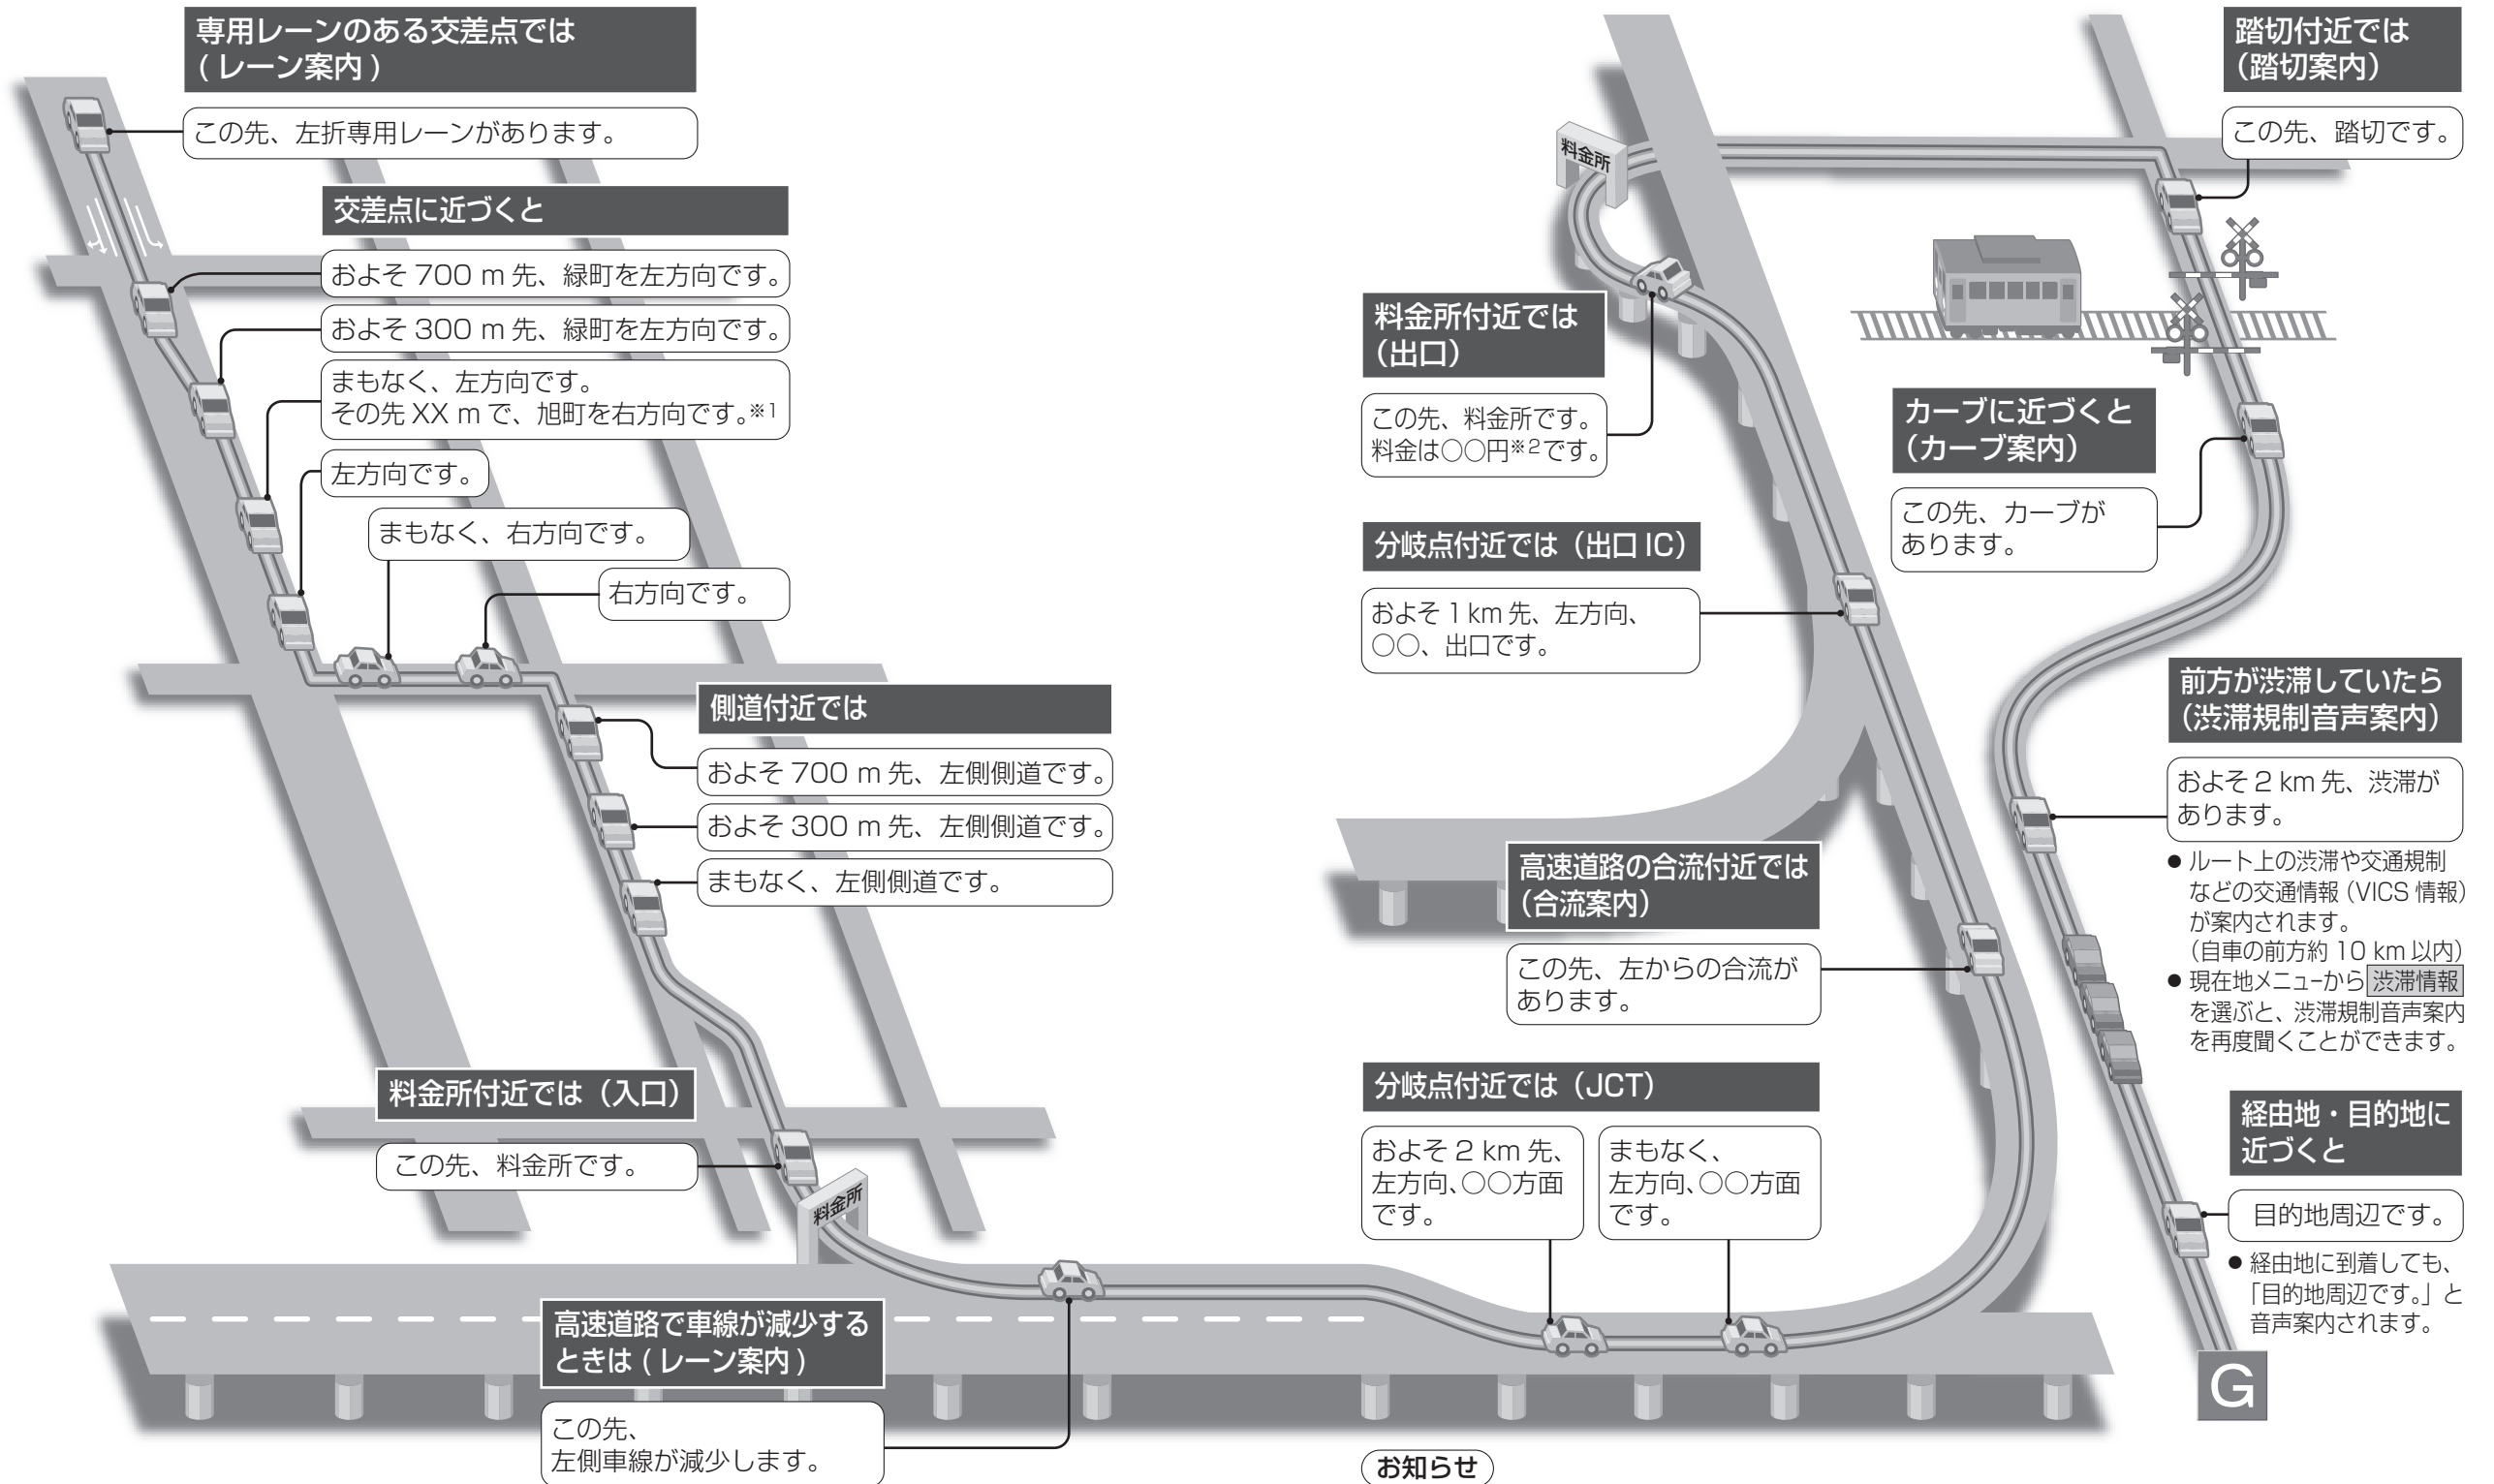 専用レーンのある交差点では
(レーン案内)
この先、左折専用レーンがあります。
交差点に近づくと
およそ 700 m 先、緑町を左方向です。
およそ 300 m 先、緑町を左方向です。
まもなく、左方向です。
その先 XX m で、旭町を右方向です。※1
左方向です。
まもなく、右方向です。
右方向です。
側道付近では
およそ 700 m 先、左側側道です。
およそ 300 m 先、左側側道です。
まもなく、左側側道です。
料金所付近では（入口）
この先、料金所です。
料金所
高速道路で車線が減少する
ときは (レーン案内)
この先、
左側車線が減少します。
分岐点付近では（JCT）
およそ 2 km 先、
左方向、○○方面
です。
まもなく、
左方向、○○方面
です。
高速道路の合流付近では
（合流案内）
この先、左からの合流が
あります。
分岐点付近では（出口 IC）
およそ 1 km 先、左方向、
○○、出口です。
料金所付近では
（出口）
この先、料金所です。
料金は○○円※2です。
料金所
踏切付近では
（踏切案内）
この先、踏切です。
カーブに近づくと
（カーブ案内）
この先、カーブが
あります。
前方が渋滞していたら
（渋滞規制音声案内）
およそ 2 km 先、渋滞が
あります。
● ルート上の渋滞や交通規制
などの交通情報（VICS 情報）
が案内されます。
（自車の前方約 10 km 以内）
● 現在地メニューから 渋滞情報
を選ぶと、渋滞規制音声案内
を再度聞くことができます。
経由地・目的地に
近づくと
目的地周辺です。
● 経由地に到着しても、
「目的地周辺です。」と
音声案内されます。
G
お知らせ